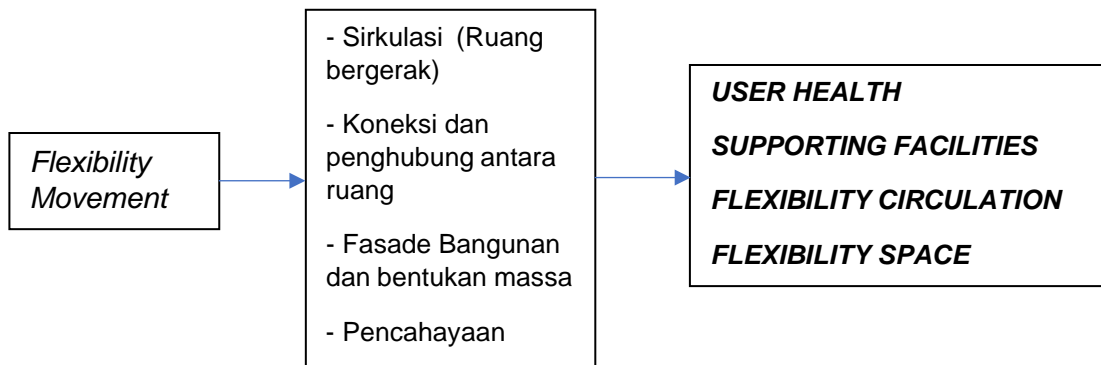 Flexibility
Movement
- Sirkulasi (Ruang
bergerak)
- Koneksi dan
penghubung antara
ruang
- Fasade Bangunan
dan bentukan massa
- Pencahayaan
USER HEALTH
SUPPORTING FACILITIES
FLEXIBILITY CIRCULATION
FLEXIBILITY SPACE